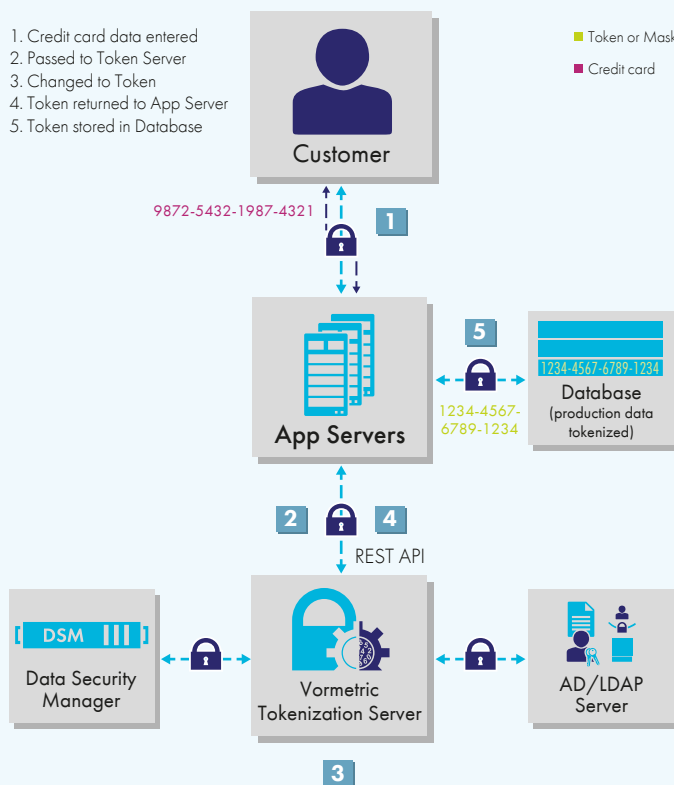 1. Credit card data entered
2. Passed to Token Server
3. Changed to Token
4. Token returned to App Server
5. Token stored in Database
Token or Mask
Credit card
Customer
9872-5432-1987-4321
1
App Servers
5
1234-4567-
6789-1234
1234-4567-6789-1234
Database
(production data
tokenized)
2
4
REST API
DSM
Data Security
Manager
Vormetric
Tokenization Server
AD/LDAP
Server
3